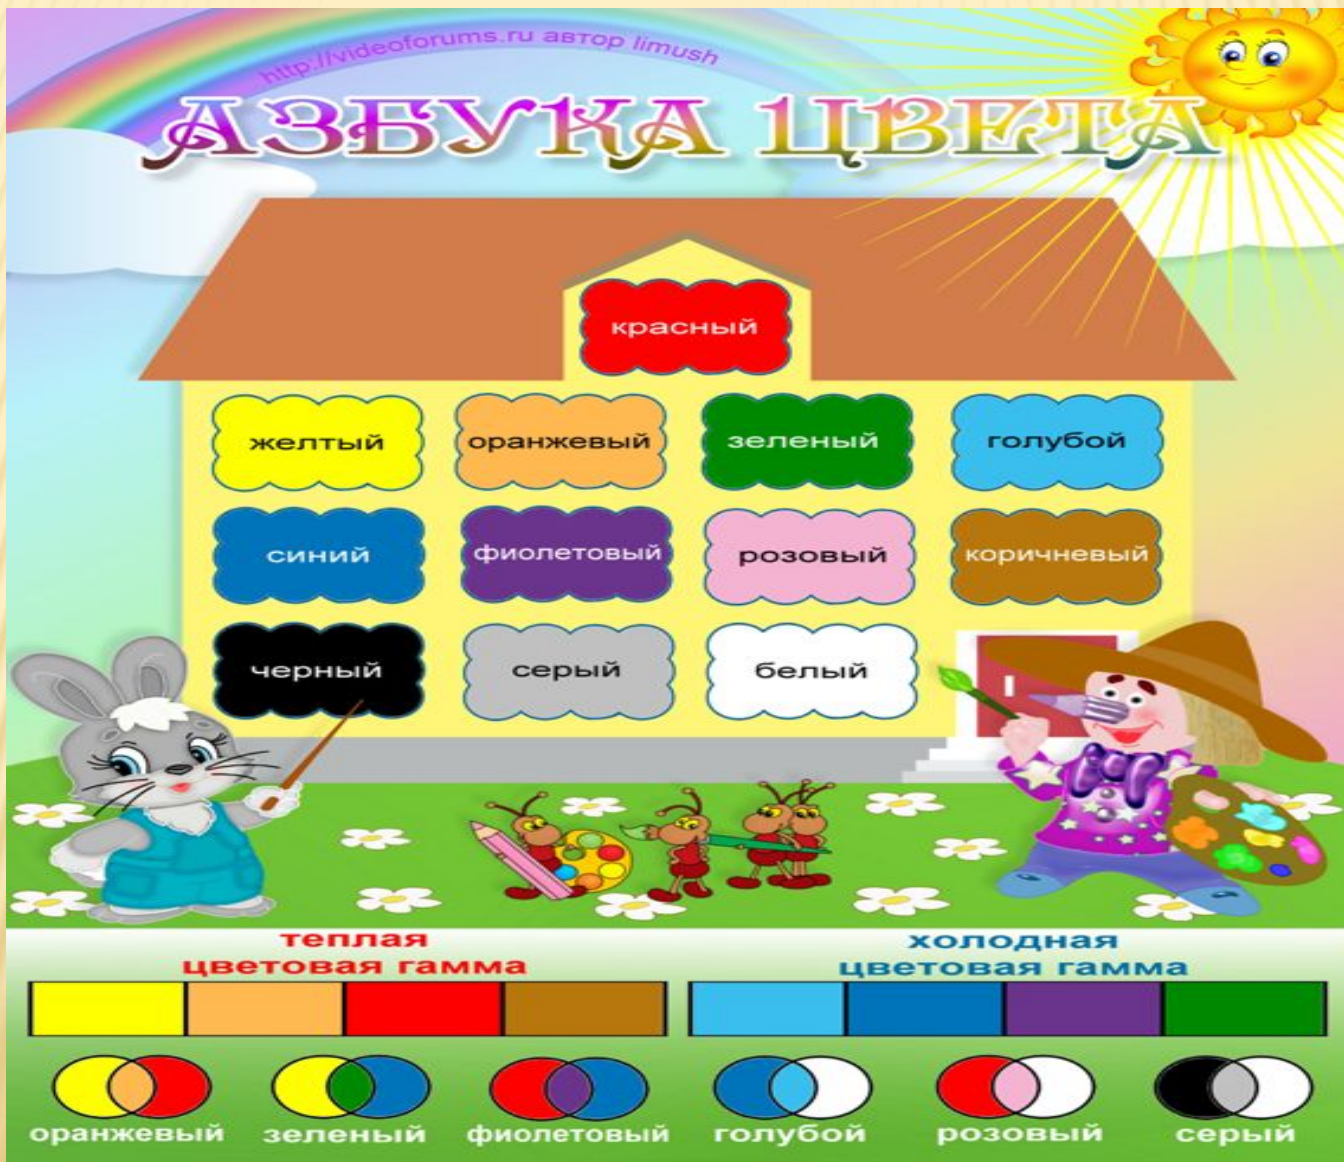 http://videoforums.ru автор limush
АЗБУКА ЦВЕТА
красный
желтый оранжевый зеленый голубой
синий фиолетовый розовый коричневый
черный серый белый
теплая
цветовая гамма
холодная
цветовая гамма
оранжевый зеленый фиолетовый голубой розовый серый